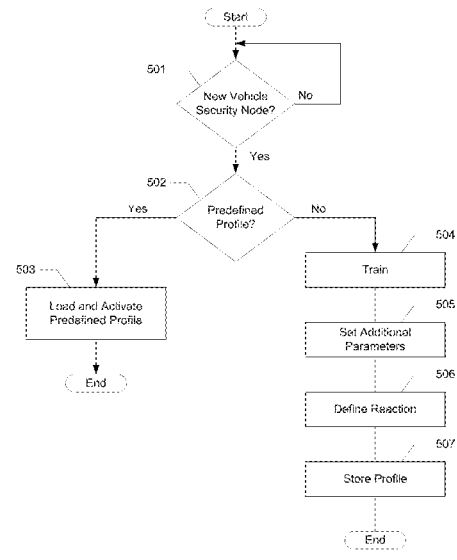 Start
501
New Vehicle
Security Node?
No
Yes
502
Predefined
Profile?
Yes
No
503
Load and Activate
Predefined Profile
End
504
Train
505
Set Additional
Parameters
506
Define Reaction
507
Store Profile
End